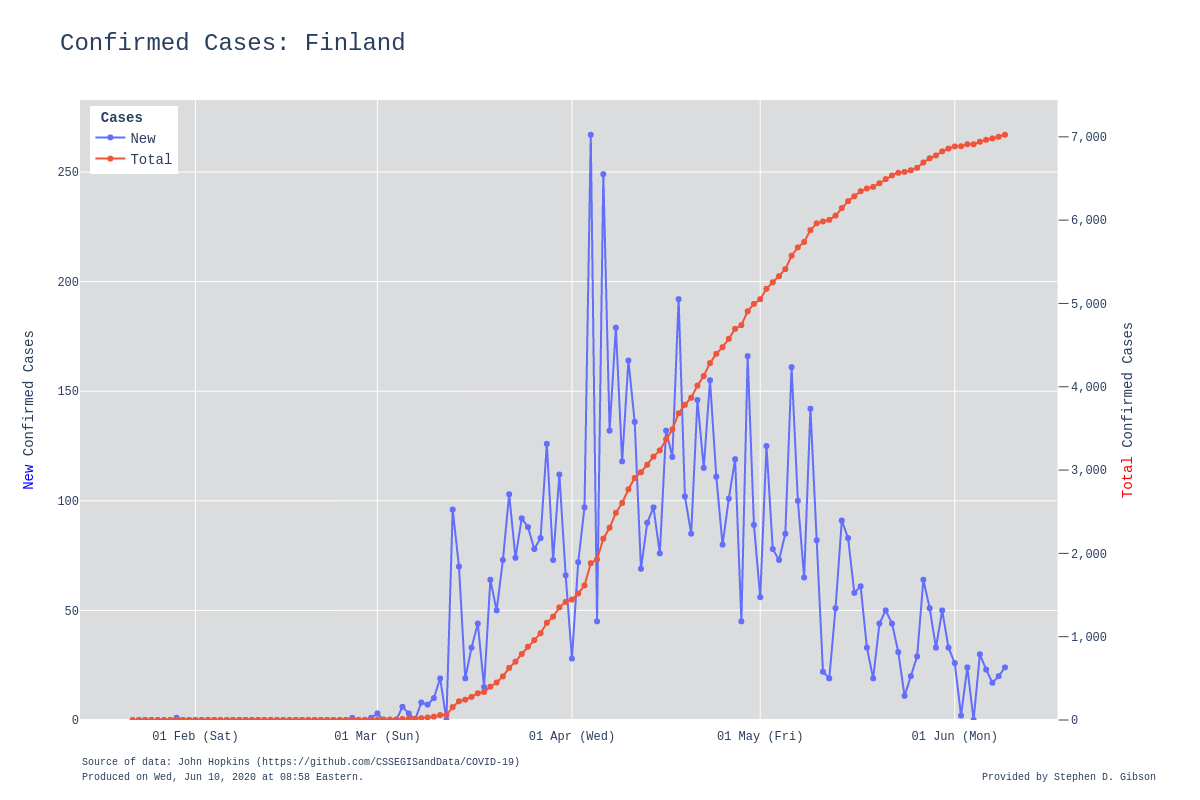 Confirmed Cases: Finland
Cases
New
Total
250
200
150
100
50
0
7,000
6,000
5,000
4,000
3,000
2,000
1,000
0
New Confirmed Cases
Total Confirmed Cases
01 Feb (Sat)
01 Mar (Sun)
01 Apr (Wed)
01 May (Fri)
01 Jun (Mon)
Source of data: John Hopkins (https://github.com/CSSEGISandData/COVID-19)
Produced on Wed, Jun 10, 2020 at 08:58 Eastern.
Provided by Stephen D. Gibson